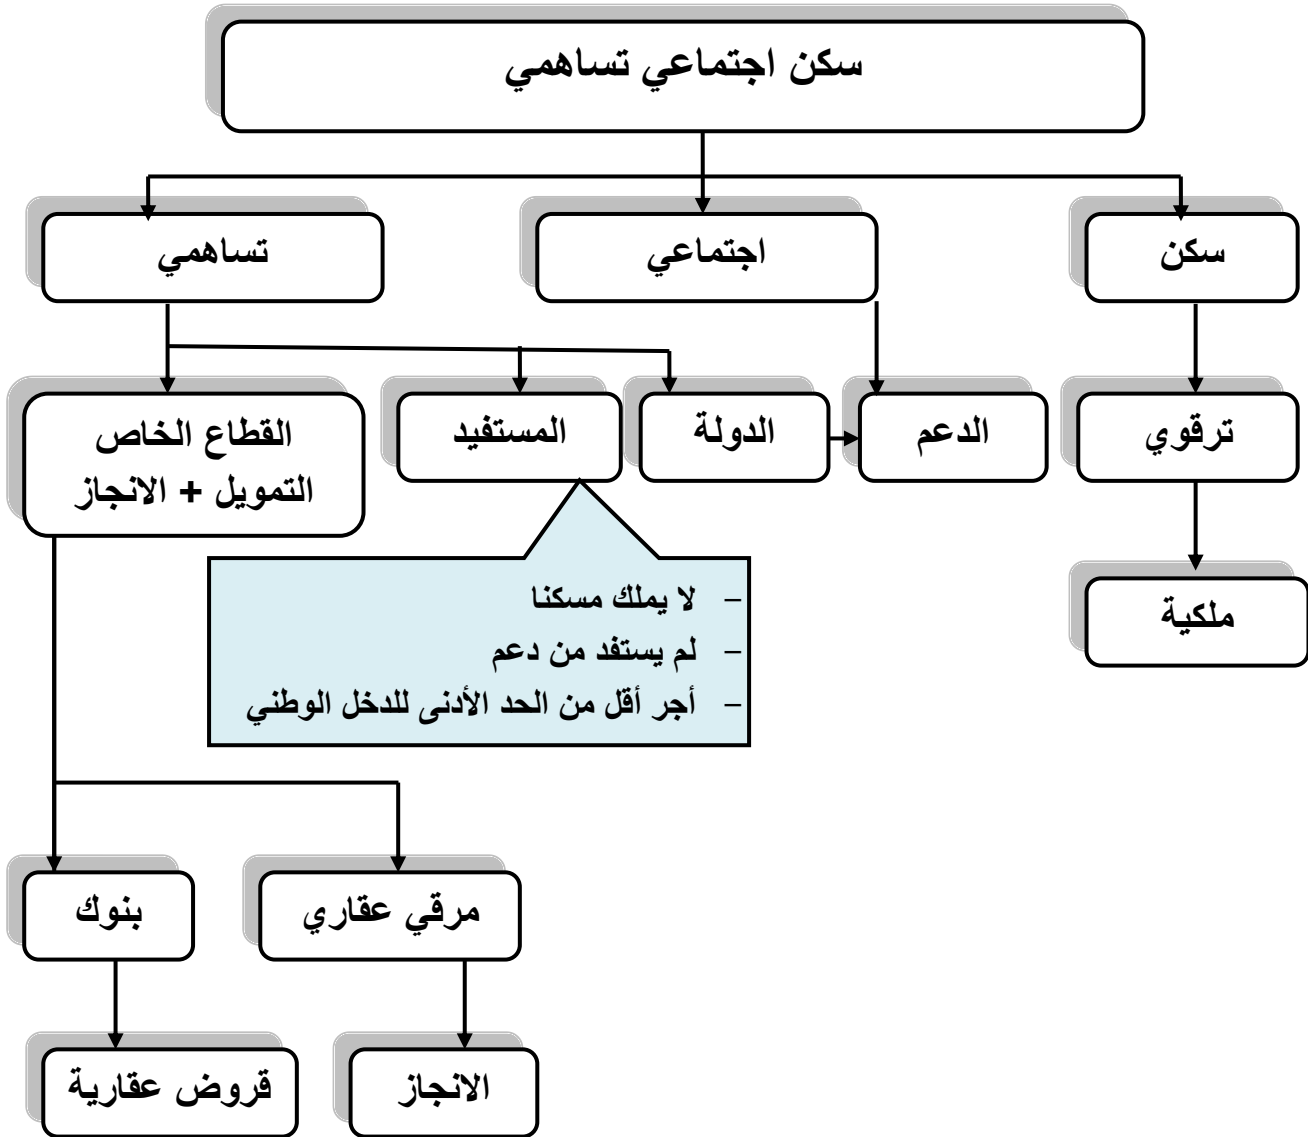 سكن اجتماعي تساهمي
سكن
اجتماعي
تساهمي
ترقوي
الدعم
الدولة
المستفيد
القطاع الخاص
التمويل + الانجاز
ملكية
– لا يملك مسكنا
– لم يستفد من دعم
– أجر أقل من الحد الأدنى للدخل الوطني
مرقي عقاري
بنوك
الانجاز
قروض عقارية